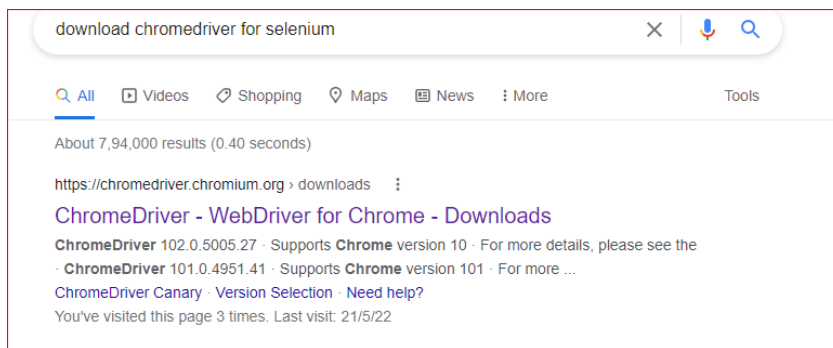 download chromedriver for selenium
All Videos Shopping Maps News More Tools
About 7,94,000 results (0.40 seconds)
https://chromedriver.chromium.org › downloads
ChromeDriver - WebDriver for Chrome - Downloads
ChromeDriver 102.0.5005.27 · Supports Chrome version 10 · For more details, please see the
· ChromeDriver 101.0.4951.41 · Supports Chrome version 101 · For more ...
ChromeDriver Canary · Version Selection · Need help?
You've visited this page 3 times. Last visit: 21/5/22